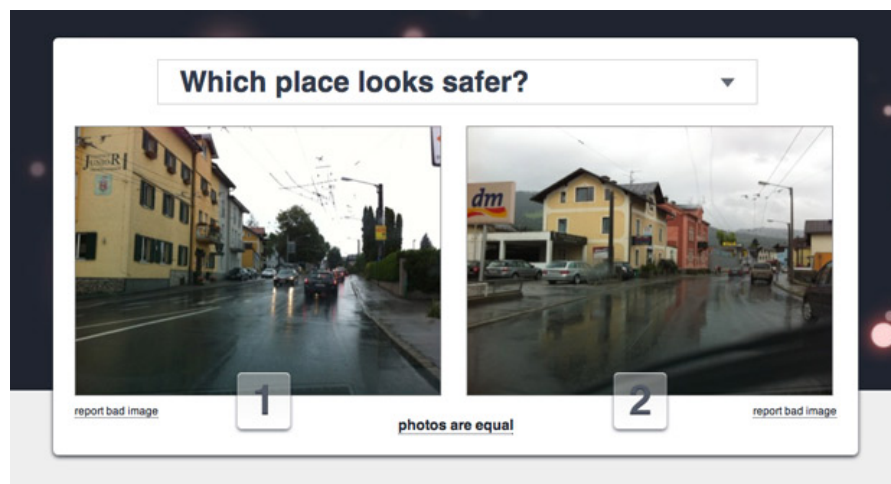 Which place looks safer?
dm
1
2
report bad image
report bad image
photos are equal